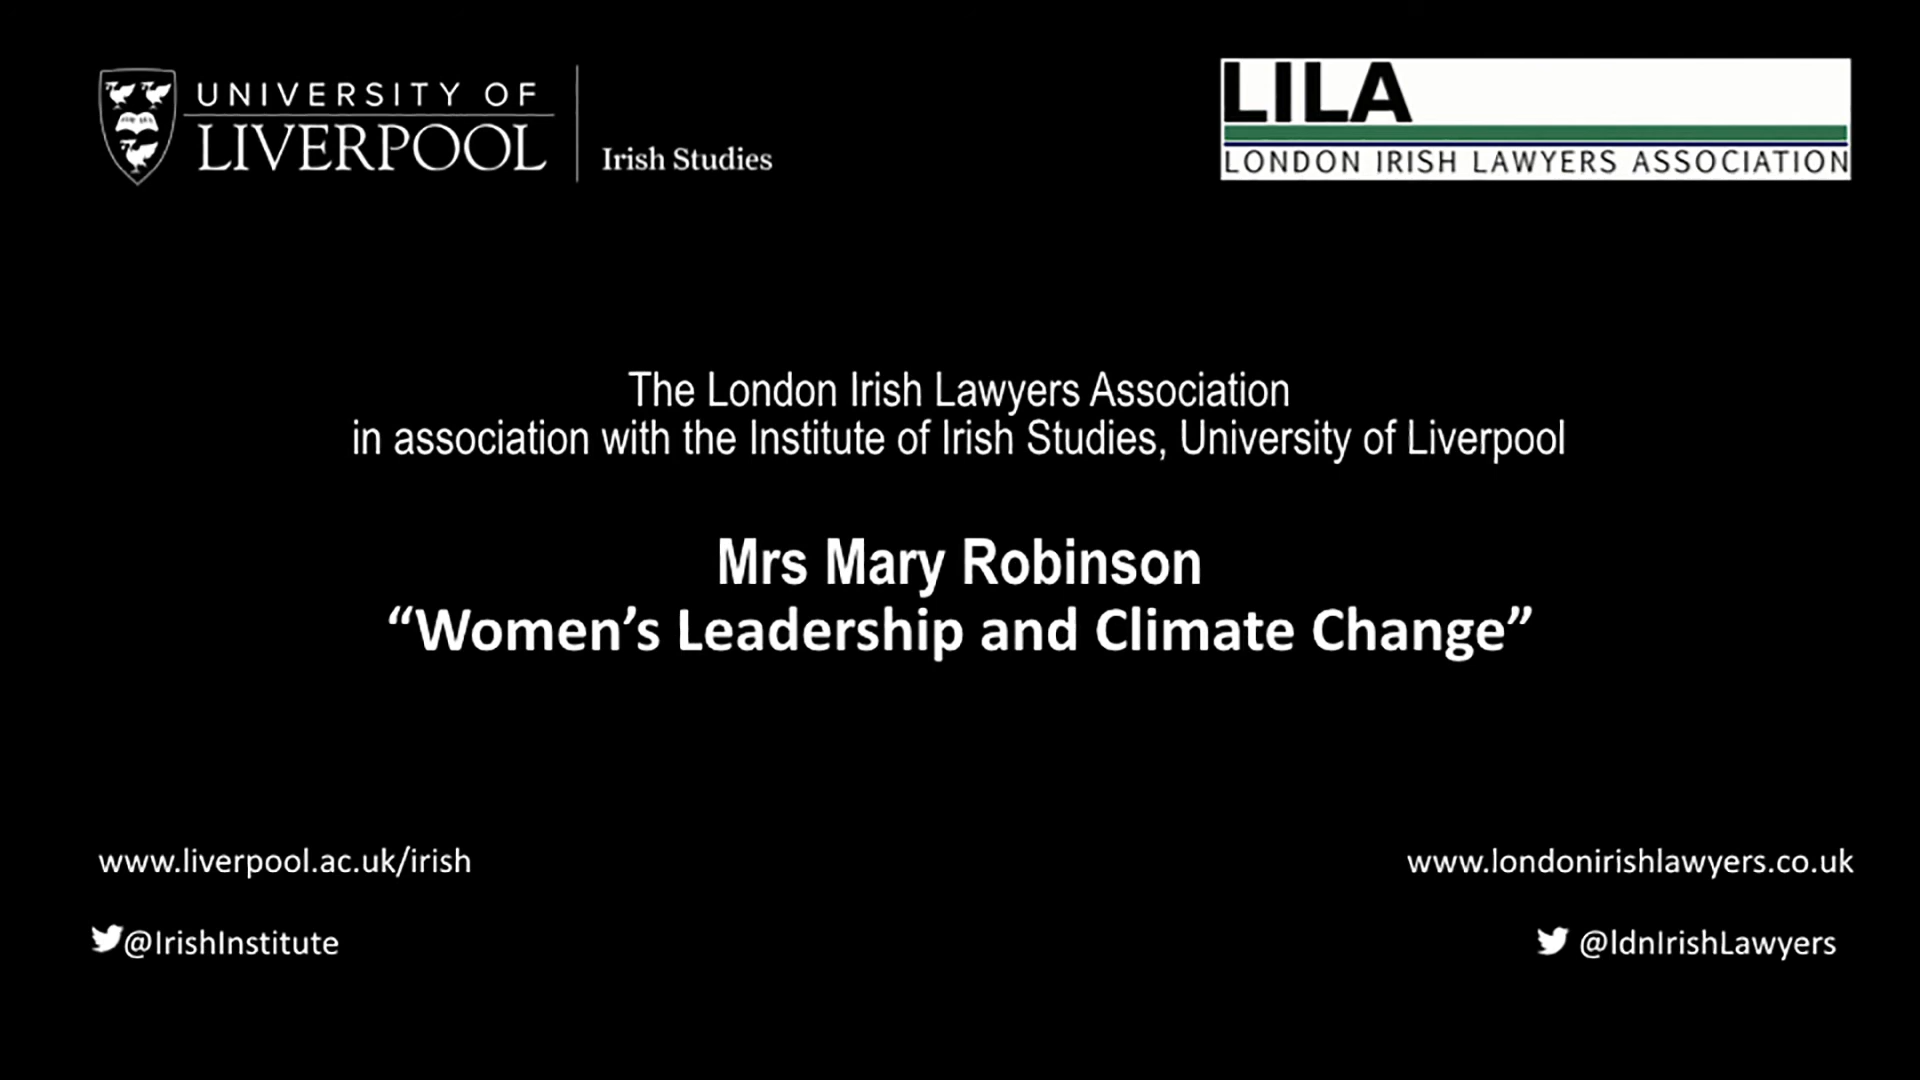 UNIVERSITY OF
LIVERPOOL
Irish Studies
LILA
LONDON IRISH LAWYERS ASSOCIATION
The London Irish Lawyers Association
in association with the Institute of Irish Studies, University of Liverpool
Mrs Mary Robinson
“Women’s Leadership and Climate Change”
www.liverpool.ac.uk/irish
www.londonirishlawyers.co.uk
@IrishInstitute
@ldnIrishLawyers